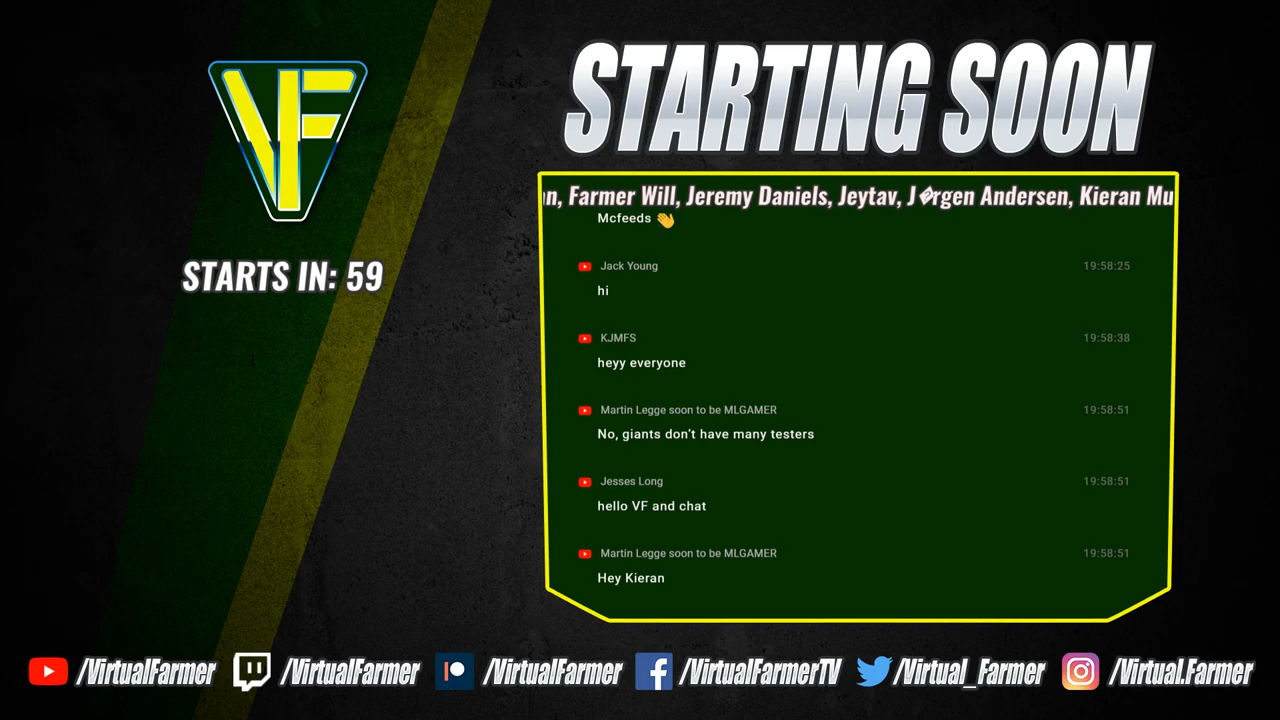 VF
STARTING SOON
STARTS IN: 59
Farmer Will, Jeremy Daniels, Jeytav, J�rgen Andersen, Kieran Mu
Mcfeeds 👋
Jack Young 19:58:25
hi
KJMFS 19:58:38
heyy everyone
Martin Legge soon to be MLGAMER 19:58:51
No, giants don't have many testers
Jesses Long 19:58:51
hello VF and chat
Martin Legge soon to be MLGAMER 19:58:51
Hey Kieran
/VirtualFarmer /VirtualFarmer /VirtualFarmer /VirtualFarmerTV /Virtual_Farmer /Virtual.Farmer